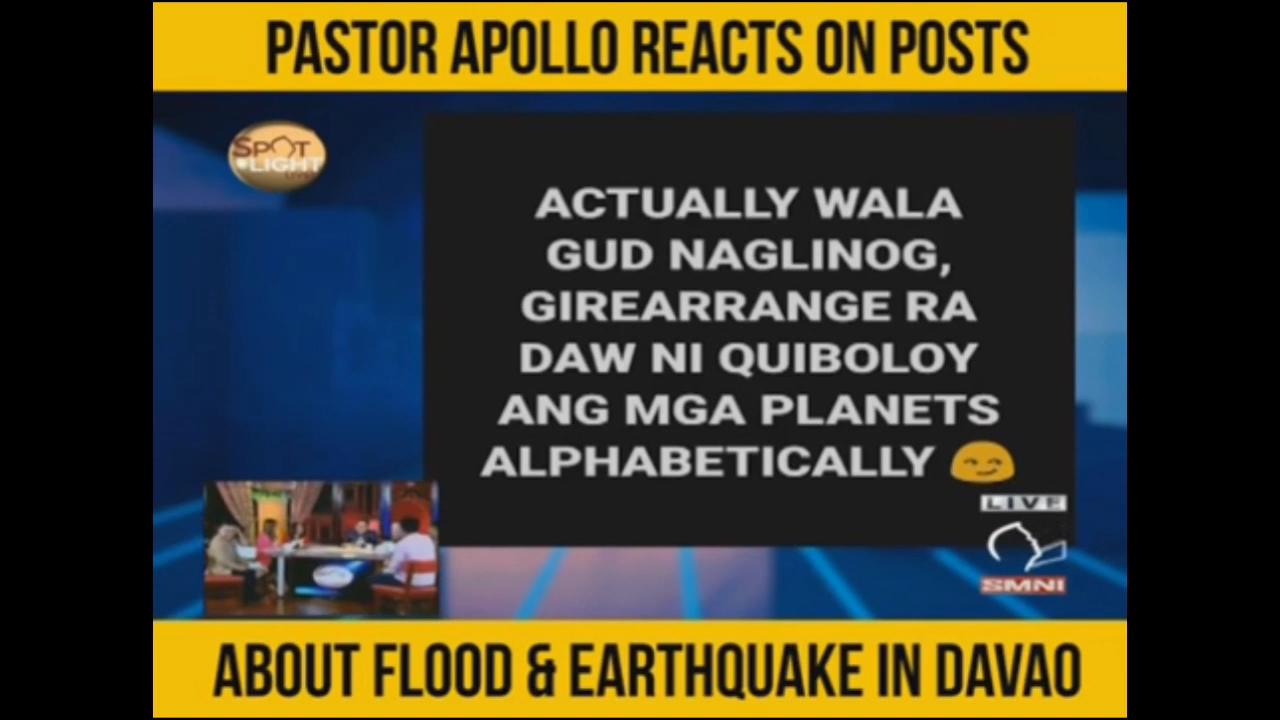 PASTOR APOLLO REACTS ON POSTS
SPOT
LIGHT
LIVE!
ACTUALLY WALA
GUD NAGLINOG,
GIREARRANGE RA
DAW NI QUIBOLOY
ANG MGA PLANETS
ALPHABETICALLY 😏
LIVE
SMNI
ABOUT FLOOD & EARTHQUAKE IN DAVAO